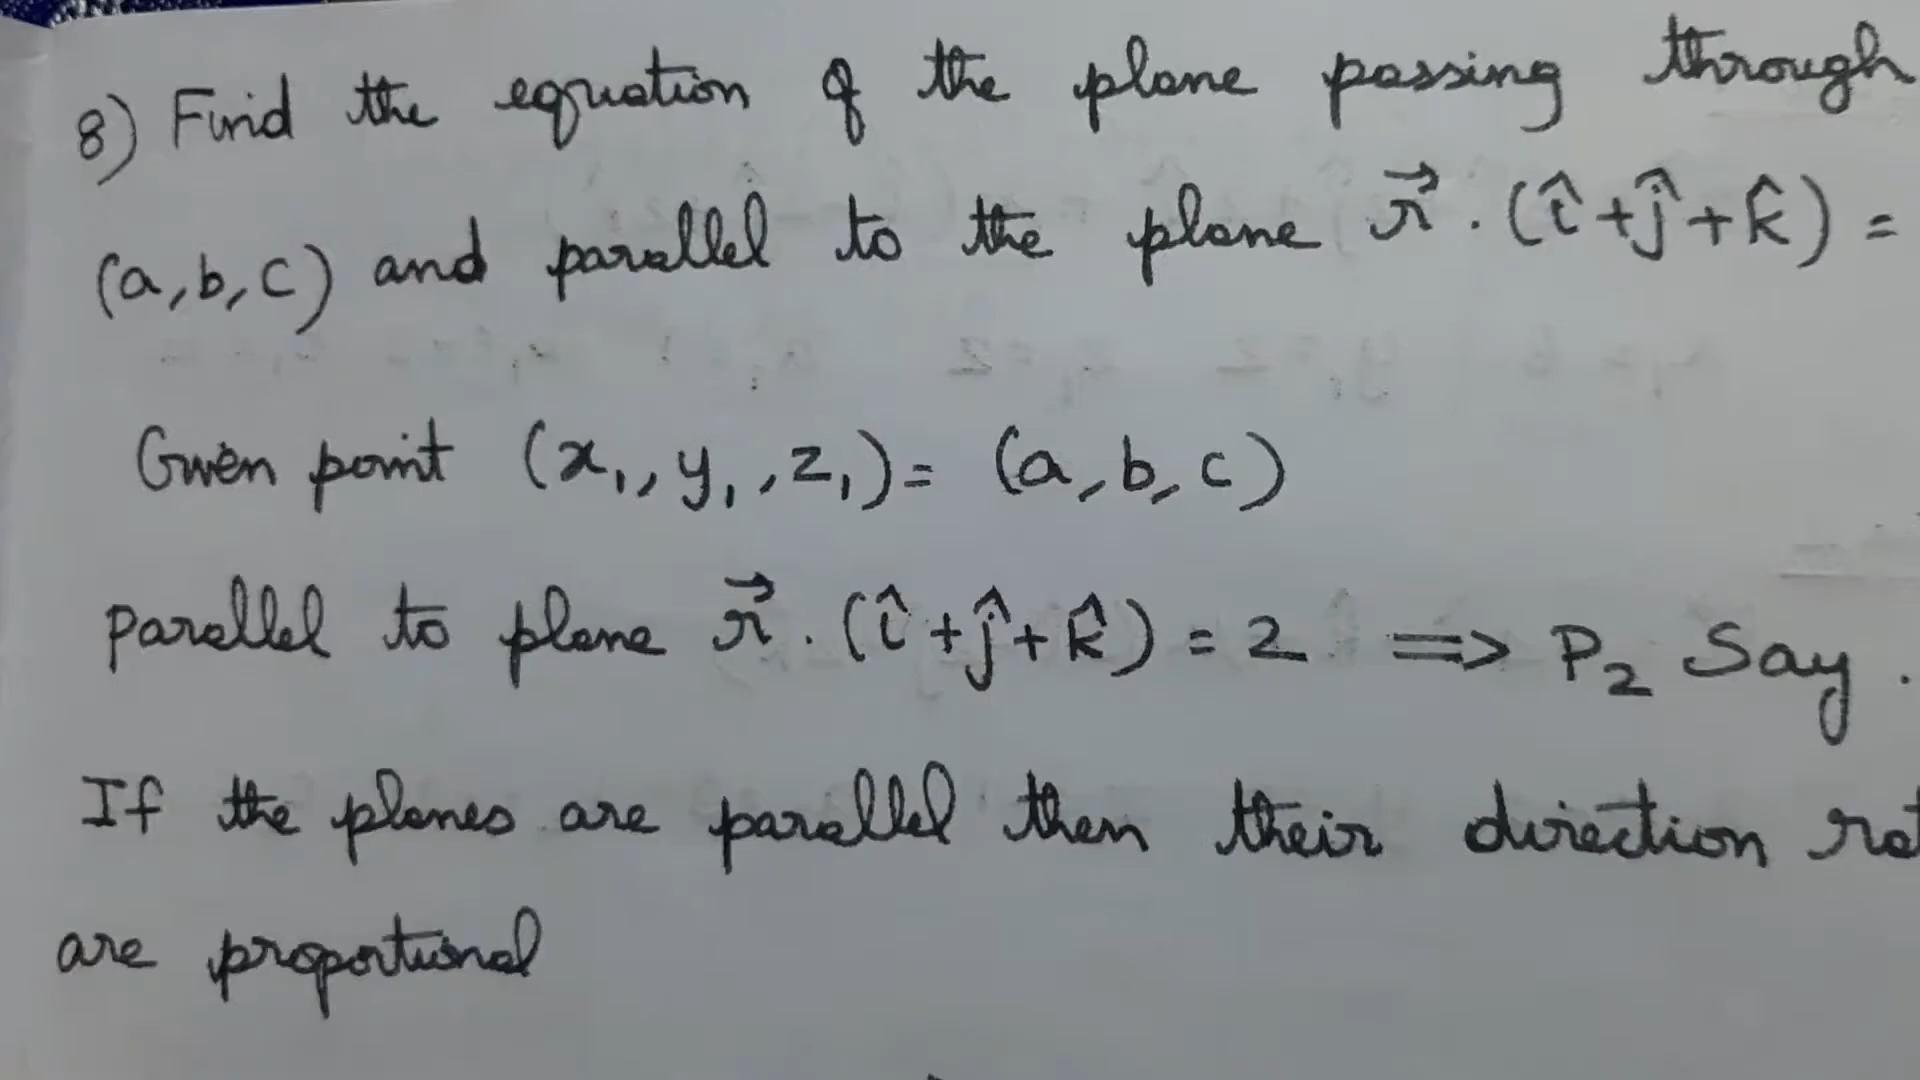 8) Find the equation of the plane passing through
(a, b, c) and parallel to the plane r⃗ . (î + ĵ + k̂) =
Given point (x₁, y₁, z₁) = (a, b, c)
parallel to plane r⃗ . (î + ĵ + k̂) = 2 ⟹ P₂ Say .
If the planes are parallel then their direction rat
are proportional